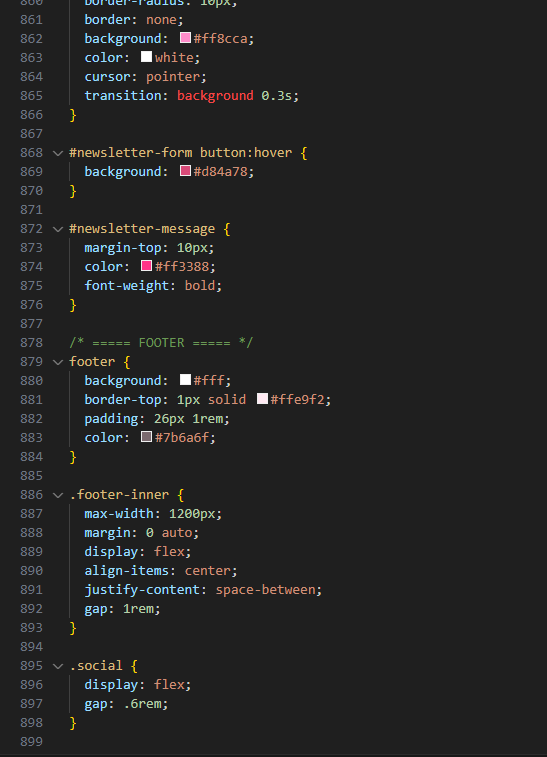 860 border-radius: 10px;
861 border: none;
862 background: #ff8cca;
863 color: white;
864 cursor: pointer;
865 transition: background 0.3s;
866 }
867
868 #newsletter-form button:hover {
869 background: #d84a78;
870 }
871
872 #newsletter-message {
873 margin-top: 10px;
874 color: #ff3388;
875 font-weight: bold;
876 }
877
878 /* ===== FOOTER ===== */
879 footer {
880 background: #fff;
881 border-top: 1px solid #ffe9f2;
882 padding: 26px 1rem;
883 color: #7b6a6f;
884 }
885
886 .footer-inner {
887 max-width: 1200px;
888 margin: 0 auto;
889 display: flex;
890 align-items: center;
891 justify-content: space-between;
892 gap: 1rem;
893 }
894
895 .social {
896 display: flex;
897 gap: .6rem;
898 }
899